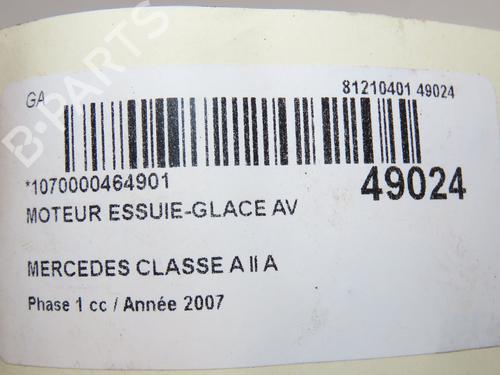 GA
81210401 49024
*1070000464901
49024
MOTEUR ESSUIE-GLACE AV
MERCEDES CLASSE A II A
Phase 1 cc / Année 2007
B-PARTS